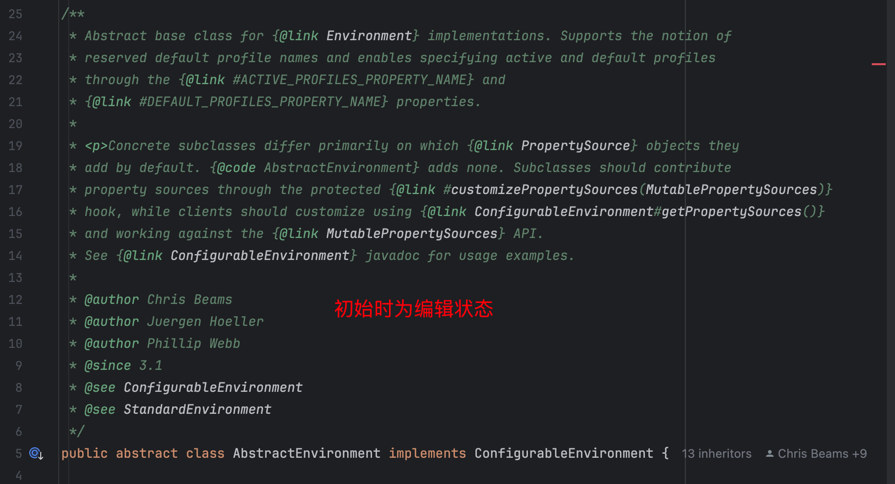 25 /**
24 * Abstract base class for {@link Environment} implementations. Supports the notion of
23 * reserved default profile names and enables specifying active and default profiles
22 * through the {@link #ACTIVE_PROFILES_PROPERTY_NAME} and
21 * {@link #DEFAULT_PROFILES_PROPERTY_NAME} properties.
20 *
19 * <p>Concrete subclasses differ primarily on which {@link PropertySource} objects they
18 * add by default. {@code AbstractEnvironment} adds none. Subclasses should contribute
17 * property sources through the protected {@link #customizePropertySources(MutablePropertySources)}
16 * hook, while clients should customize using {@link ConfigurableEnvironment#getPropertySources()}
15 * and working against the {@link MutablePropertySources} API.
14 * See {@link ConfigurableEnvironment} javadoc for usage examples.
13 *
12 * @author Chris Beams
初始时为编辑状态
11 * @author Juergen Hoeller
10 * @author Phillip Webb
9 * @since 3.1
8 * @see ConfigurableEnvironment
7 * @see StandardEnvironment
6 */
5 public abstract class AbstractEnvironment implements ConfigurableEnvironment { 13 inheritors Chris Beams +9
4